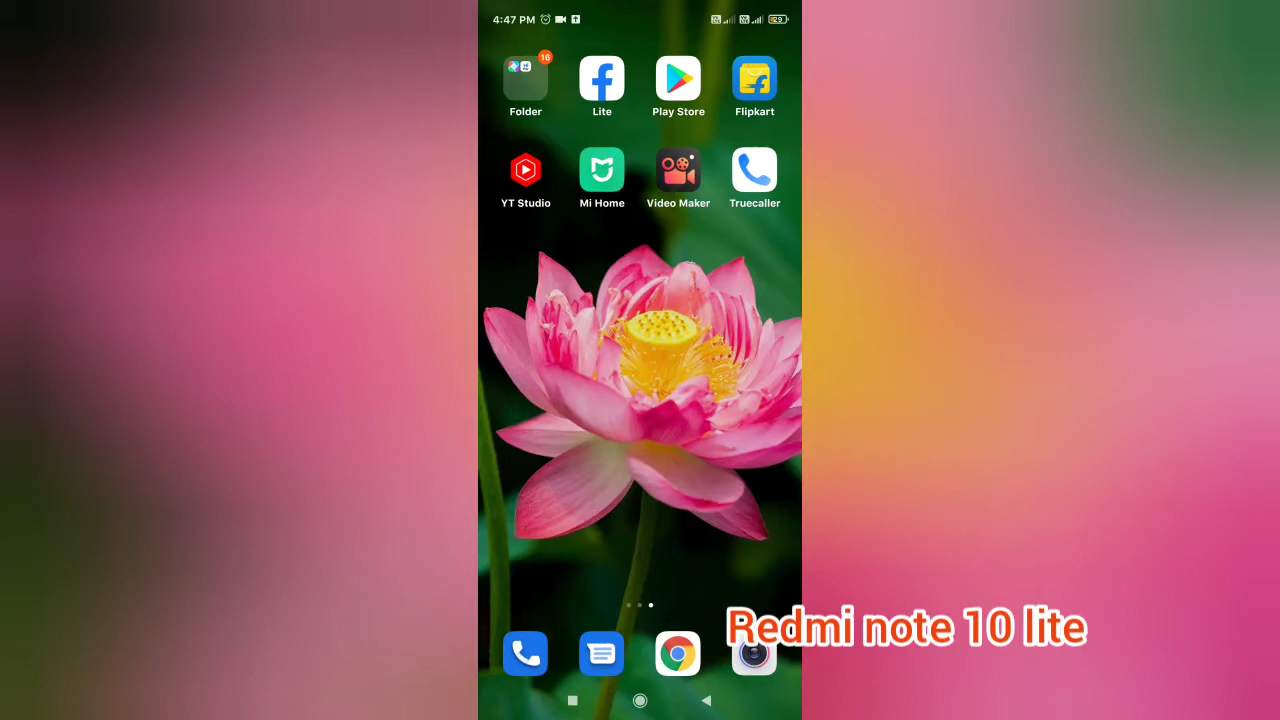 4:47 PM 29
16
Folder Lite Play Store Flipkart
YT Studio Mi Home Video Maker Truecaller
Redmi note 10 lite